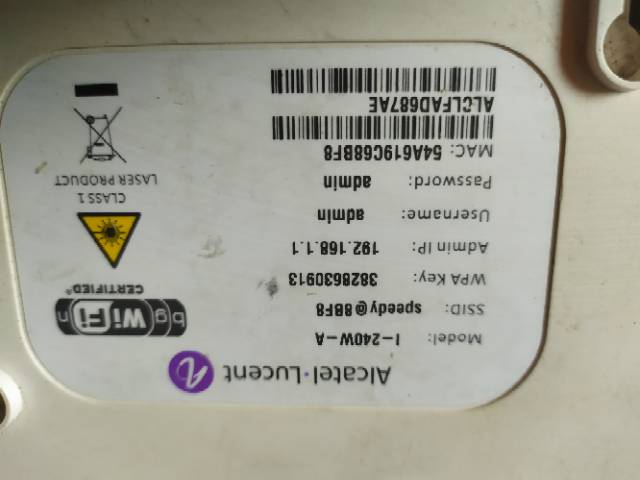 Alcatel·Lucent
Model: I-240W-A
SSID: speedy@8BF8
WPA Key: 3828630913
Admin IP: 192.168.1.1
Username: admin
Password: admin
MAC: 54A619C68BF8
ALCLFAD687AE
bg WiFi n
CERTIFIED®
CLASS 1
LASER PRODUCT